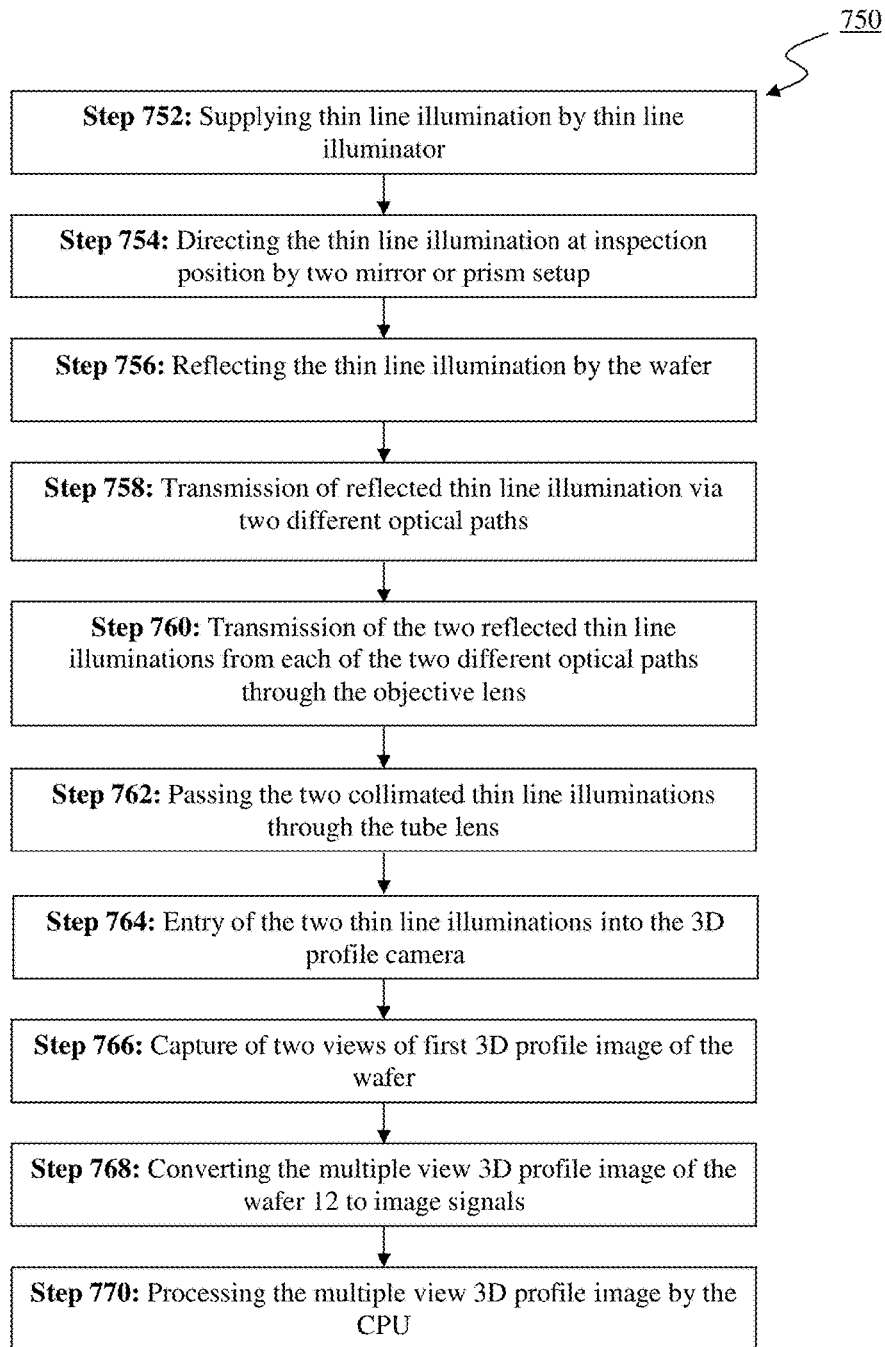 750
Step 752: Supplying thin line illumination by thin line
illuminator
Step 754: Directing the thin line illumination at inspection
position by two mirror or prism setup
Step 756: Reflecting the thin line illumination by the wafer
Step 758: Transmission of reflected thin line illumination via
two different optical paths
Step 760: Transmission of the two reflected thin line
illuminations from each of the two different optical paths
through the objective lens
Step 762: Passing the two collimated thin line illuminations
through the tube lens
Step 764: Entry of the two thin line illuminations into the 3D
profile camera
Step 766: Capture of two views of first 3D profile image of the
wafer
Step 768: Converting the multiple view 3D profile image of the
wafer 12 to image signals
Step 770: Processing the multiple view 3D profile image by the
CPU